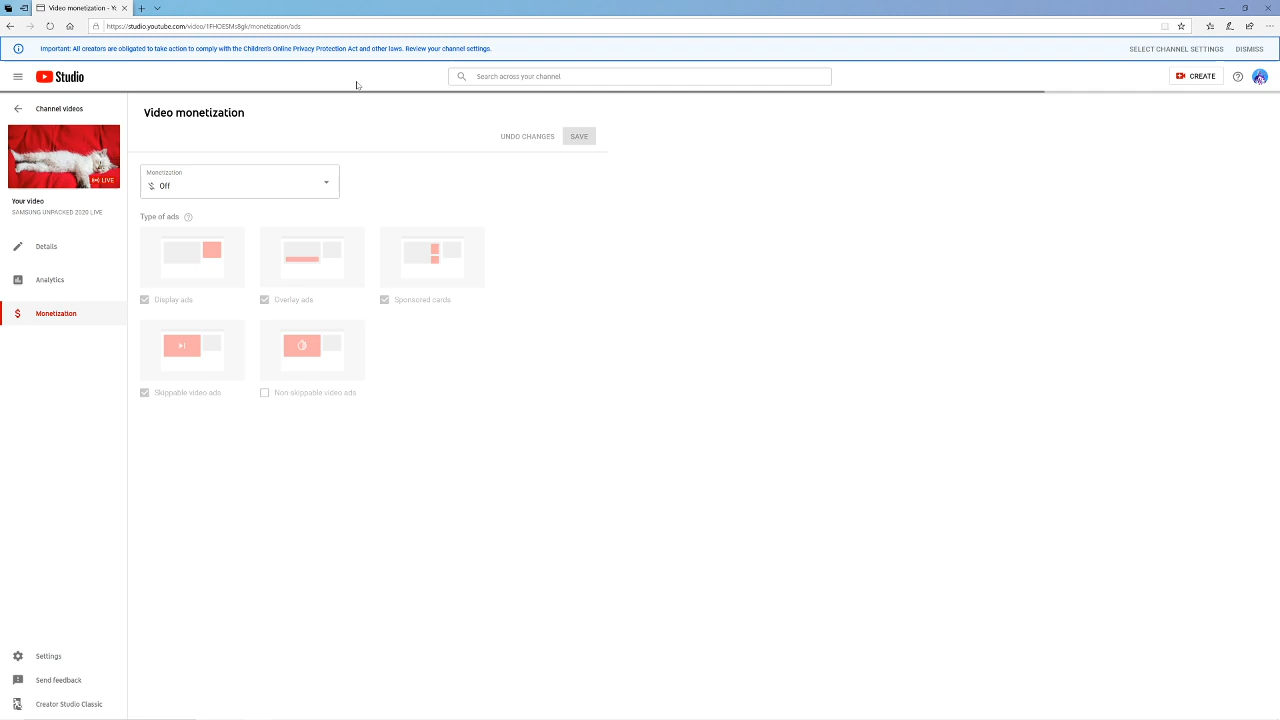 Video monetization - Yo
https://studio.youtube.com/video/1FHOESMs8gk/monetization/ads
Important: All creators are obligated to take action to comply with the Children's Online Privacy Protection Act and other laws. Review your channel settings.
SELECT CHANNEL SETTINGS
DISMISS
Studio
Search across your channel
CREATE
Channel videos
Video monetization
UNDO CHANGES
SAVE
LIVE
Monetization
Off
Your video
SAMSUNG UNPACKED 2020 LIVE
Type of ads
Details
Analytics
Monetization
Display ads
Overlay ads
Sponsored cards
Skippable video ads
Non-skippable video ads
Settings
Send feedback
Creator Studio Classic